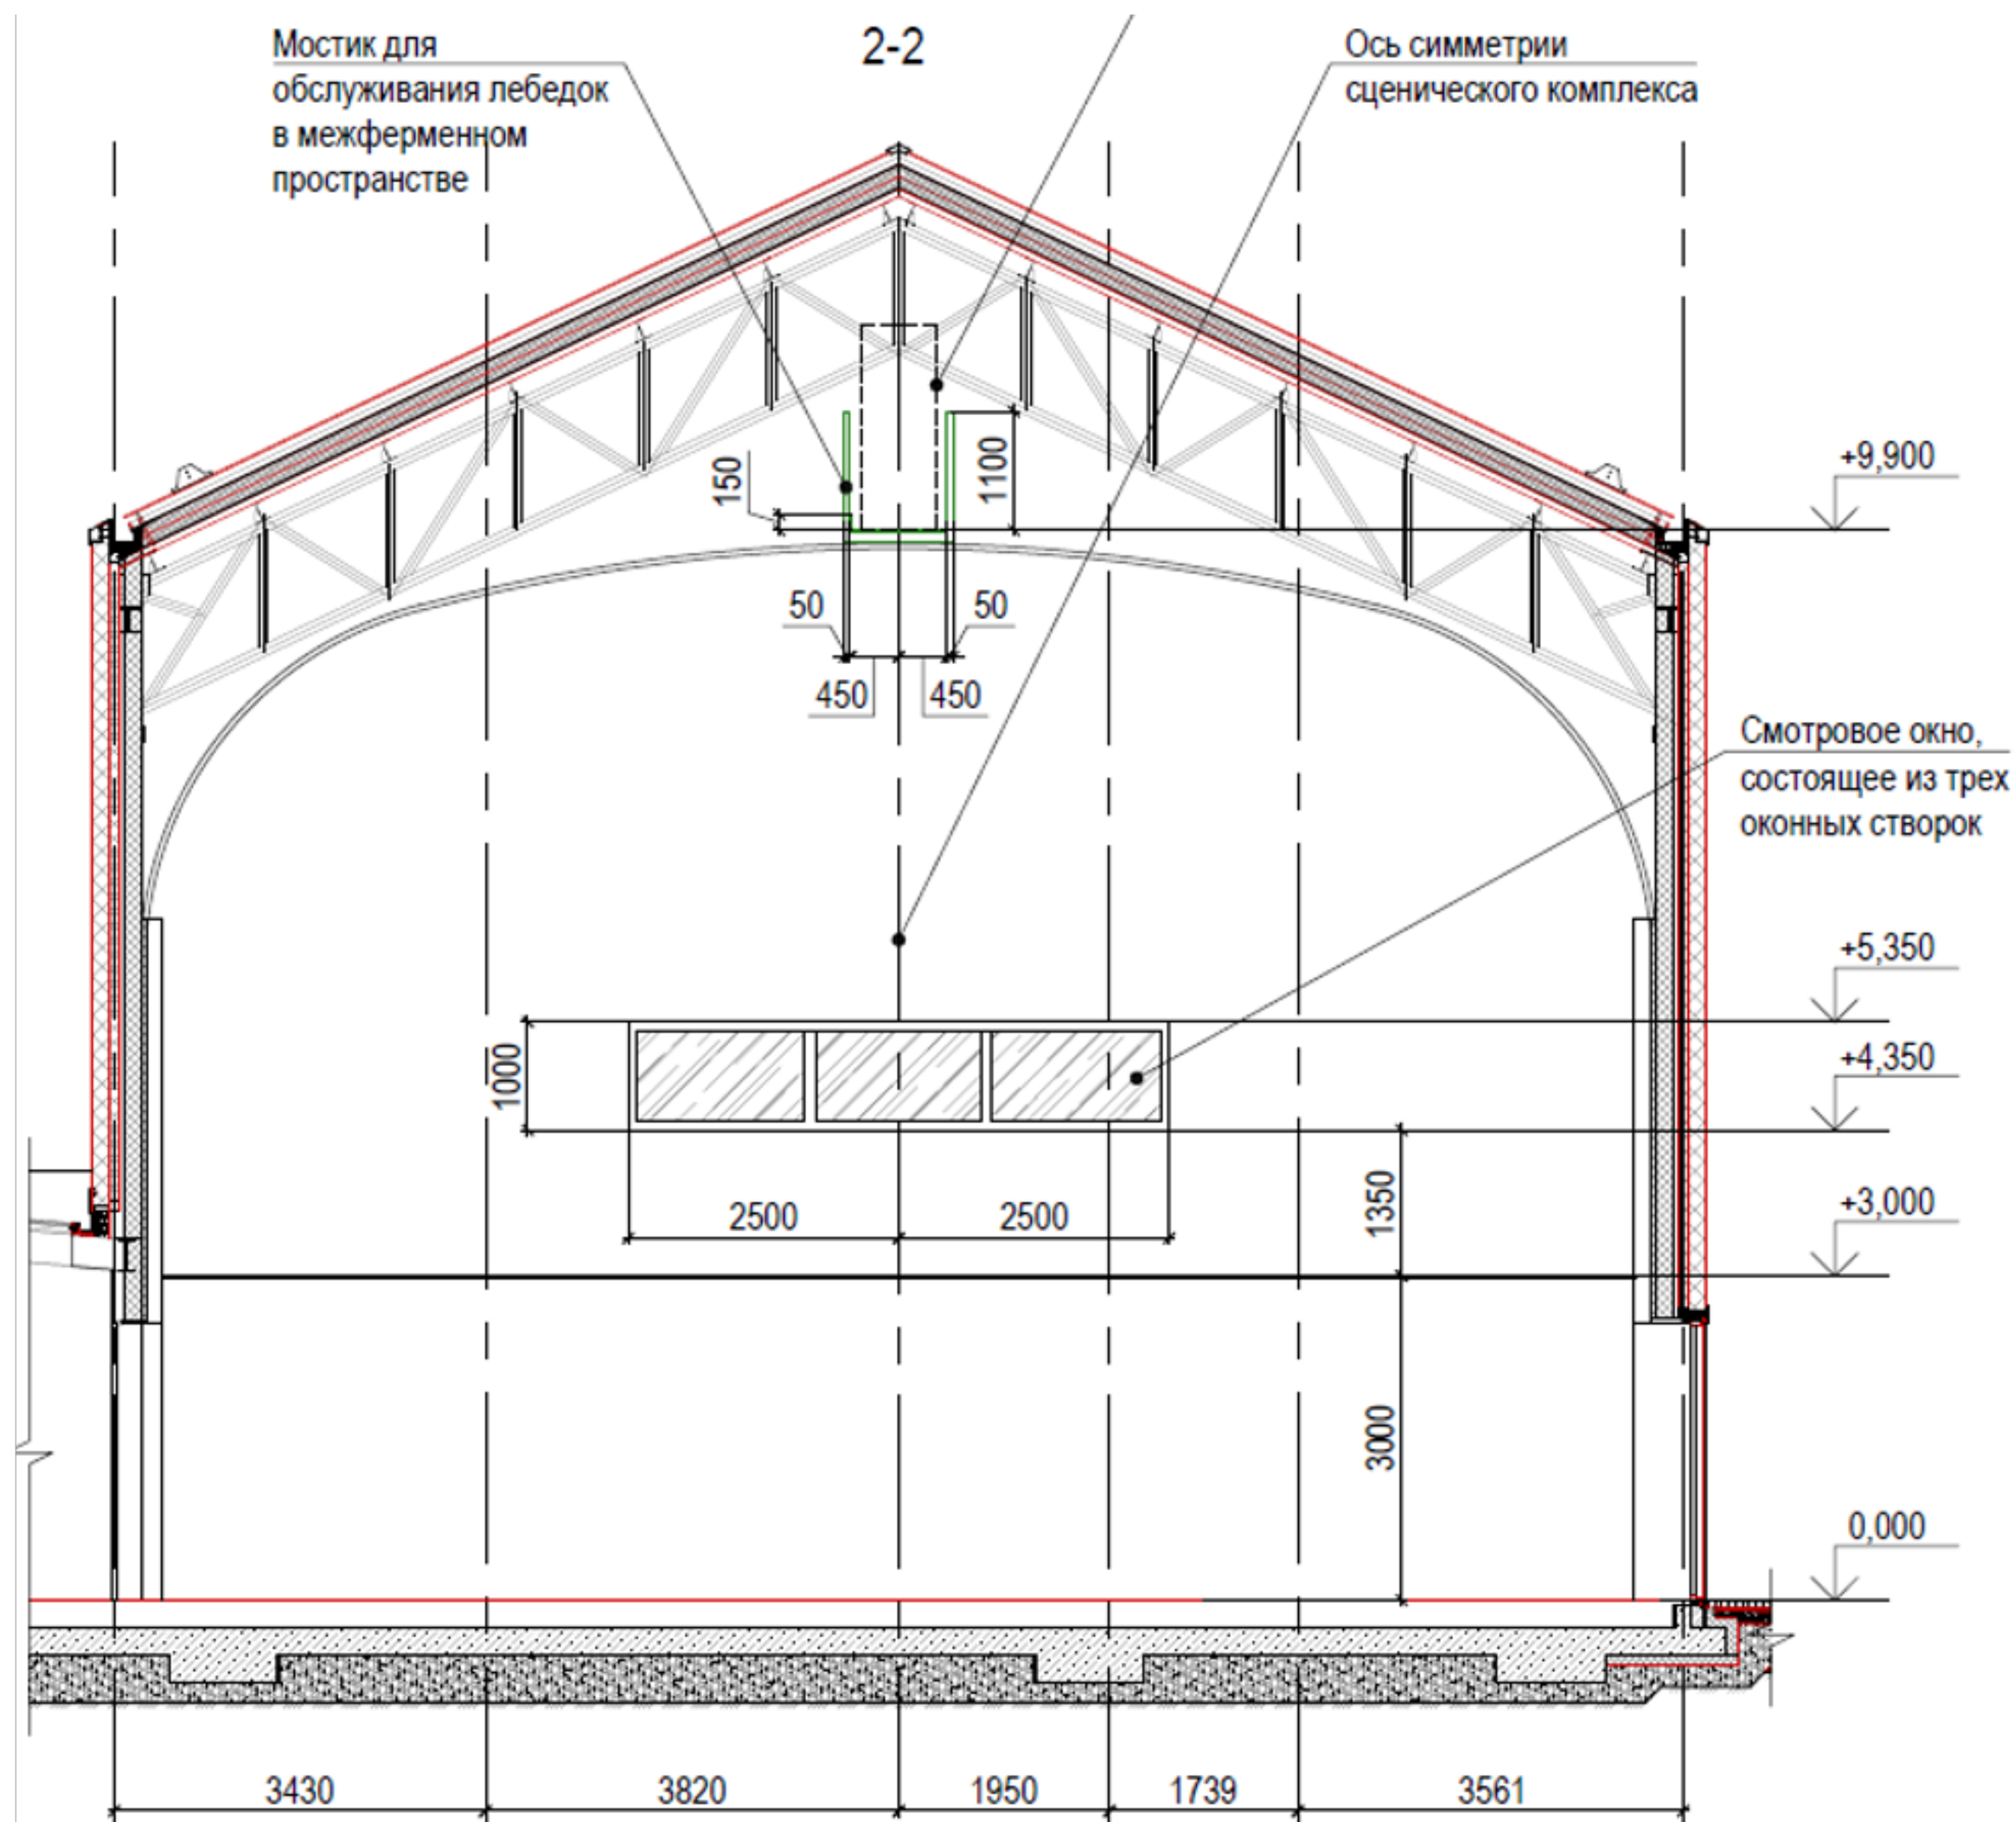 2-2
Мостик для
обслуживания лебедок
в межферменном
пространстве
Ось симметрии
сценического комплекса
150
1100
+9,900
50
50
450
450
Смотровое окно,
состоящее из трех
оконных створок
+5,350
1000
+4,350
2500
2500
1350
+3,000
3000
0,000
3430
3820
1950
1739
3561